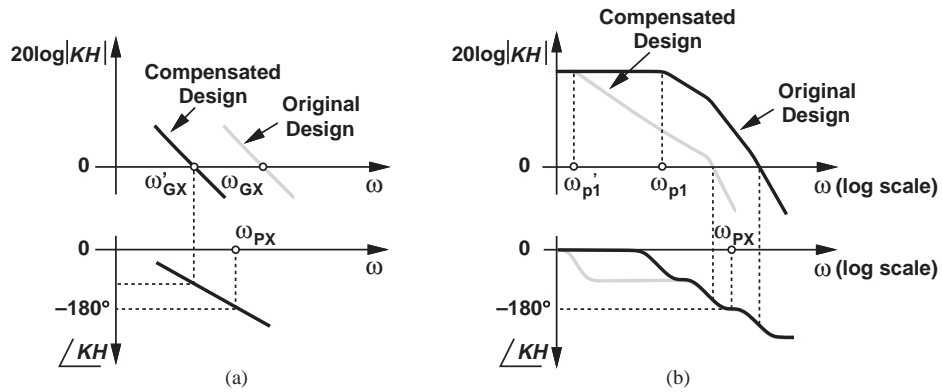 20log|KH|
Compensated
Design
Original
Design
0
ω'GX
ωGX
ω
0
ωPX
ω
–180°
∠KH
(a)
20log|KH|
Compensated
Design
Original
Design
0
ω'p1
ωp1
ω (log scale)
0
ωPX
ω (log scale)
–180°
∠KH
(b)